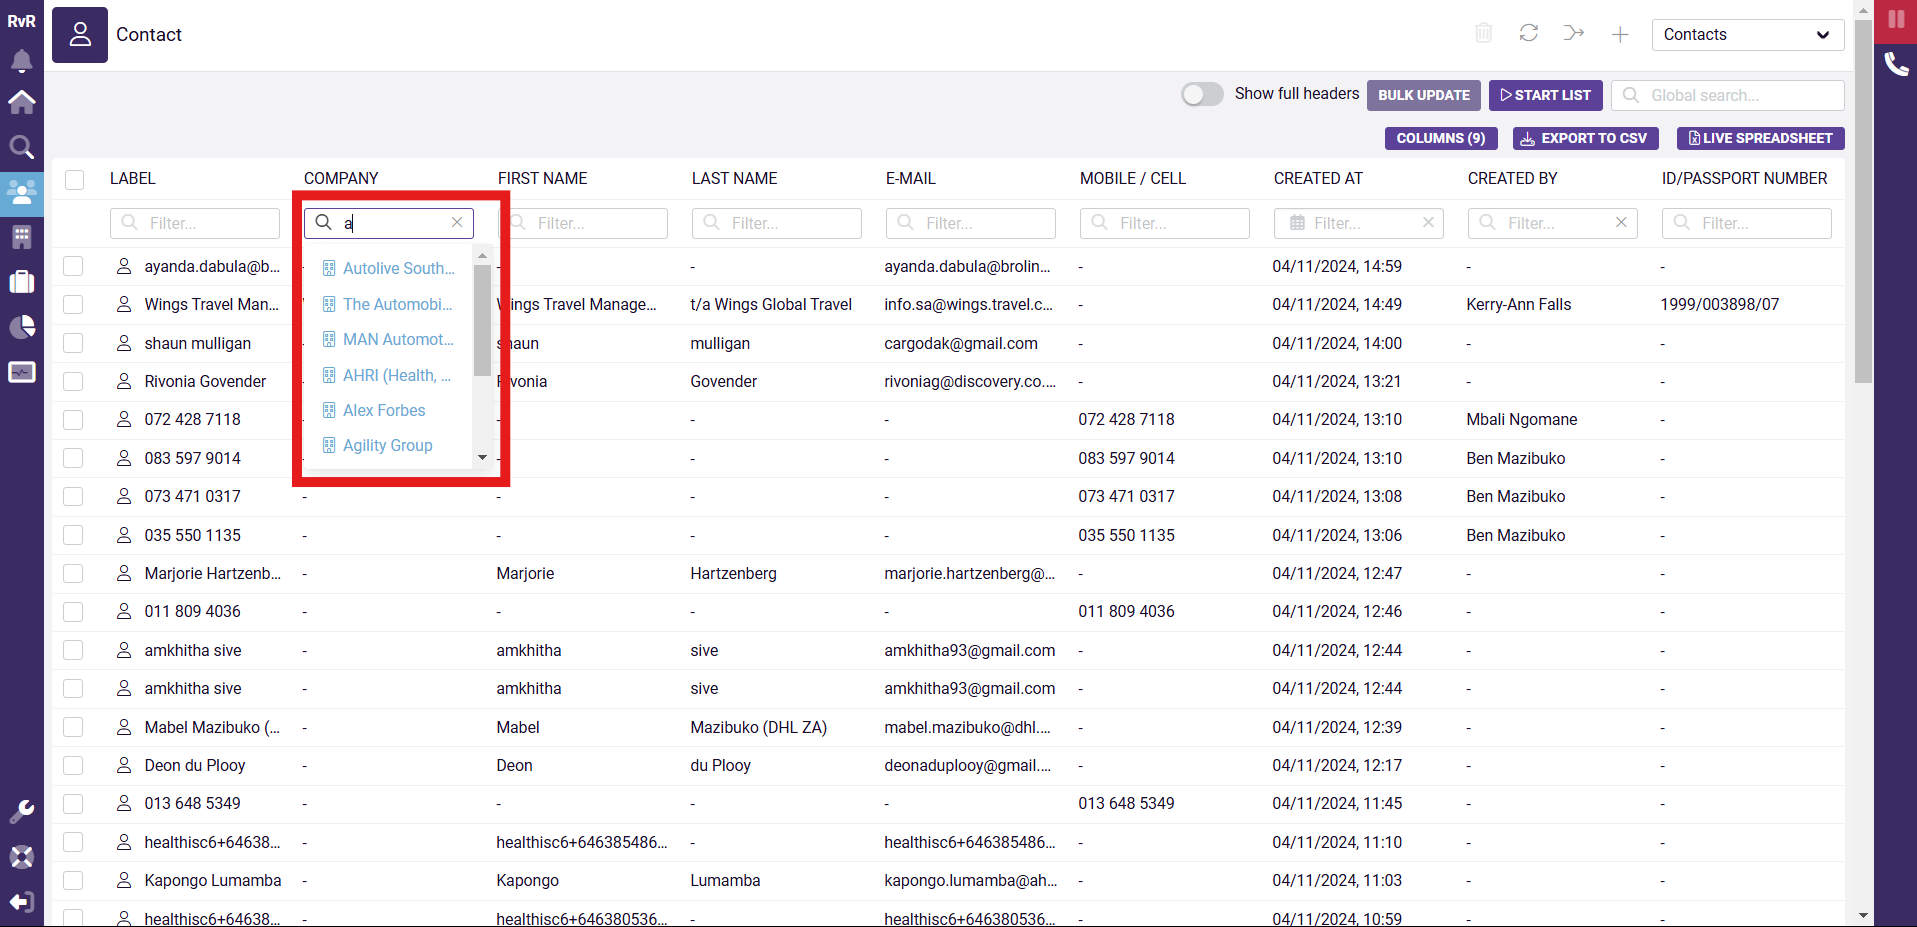 RvR Contact Contacts
Show full headers BULK UPDATE START LIST Global search...
COLUMNS (9) EXPORT TO CSV LIVE SPREADSHEET
LABEL COMPANY FIRST NAME LAST NAME E-MAIL MOBILE / CELL CREATED AT CREATED BY ID/PASSPORT NUMBER
Filter... a Filter... Filter... Filter... Filter... Filter... Filter... Filter...
Autolive South...
The Automobi...
MAN Automot...
AHRI (Health, ...
Alex Forbes
Agility Group
ayanda.dabula@b... - - - ayanda.dabula@brolin... - 04/11/2024, 14:59 - -
Wings Travel Man... Wings Travel Manage... t/a Wings Global Travel info.sa@wings.travel.c... - 04/11/2024, 14:49 Kerry-Ann Falls 1999/003898/07
shaun mulligan - shaun mulligan cargodak@gmail.com - 04/11/2024, 14:00 - -
Rivonia Govender - Rivonia Govender rivoniag@discovery.co.... - 04/11/2024, 13:21 - -
072 428 7118 - - - - 072 428 7118 04/11/2024, 13:10 Mbali Ngomane -
083 597 9014 - - - - 083 597 9014 04/11/2024, 13:10 Ben Mazibuko -
073 471 0317 - - - - 073 471 0317 04/11/2024, 13:08 Ben Mazibuko -
035 550 1135 - - - - 035 550 1135 04/11/2024, 13:06 Ben Mazibuko -
Marjorie Hartzenb... - Marjorie Hartzenberg marjorie.hartzenberg@... - 04/11/2024, 12:47 - -
011 809 4036 - - - - 011 809 4036 04/11/2024, 12:46 - -
amkhitha sive - amkhitha sive amkhitha93@gmail.com - 04/11/2024, 12:44 - -
amkhitha sive - amkhitha sive amkhitha93@gmail.com - 04/11/2024, 12:44 - -
Mabel Mazibuko (... - Mabel Mazibuko (DHL ZA) mabel.mazibuko@dhl.... - 04/11/2024, 12:39 - -
Deon du Plooy - Deon du Plooy deonaduplooy@gmail.... - 04/11/2024, 12:17 - -
013 648 5349 - - - - 013 648 5349 04/11/2024, 11:45 - -
healthisc6+64638... - healthisc6+646385486... - healthisc6+646385486... - 04/11/2024, 11:10 - -
Kapongo Lumamba - Kapongo Lumamba kapongo.lumamba@ah... - 04/11/2024, 11:03 - -
healthisc6+64638... - healthisc6+646380536... - healthisc6+646380536... - 04/11/2024, 10:59 - -